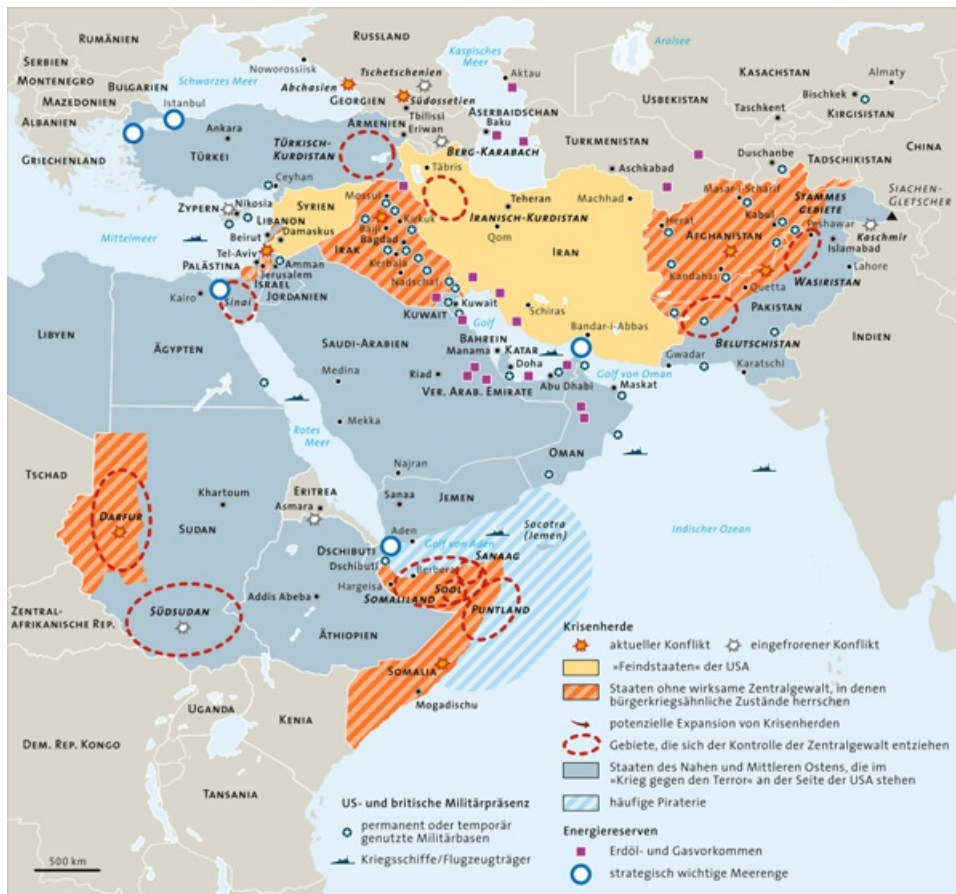 RUMÄNIEN
RUSSLAND
SERBIEN
MONTENEGRO
MAZEDONIEN
BULGARIEN
ALBANIEN
GRIECHENLAND
Schwarzes Meer
Noworossiisk
Kaspisches
Meer
Aralsee
Aktau
KASACHSTAN
Almaty
Bischkek
KIRGISISTAN
USBEKISTAN
Taschkent
CHINA
Tschetschenien
Abchasien
Südossetien
GEORGIEN
Tbilissi
ARMENIEN
Eriwan
ASERBAIDSCHAN
Baku
BERG-KARABACH
TURKMENISTAN
Aschkabad
Duschanbe
TADSCHIKISTAN
Istanbul
Ankara
TÜRKEI
TÜRKISCH-
KURDISTAN
Ceyhan
Täbris
Teheran
Machhad
IRANISCH-KURDISTAN
Qom
IRAN
Masar-i-Scharif
STAMMES
GEBIETE
SIACHEN-
GLETSCHER
Herat
Kabul
Peshawar
AFGHANISTAN
Islamabad
Kaschmir
Kandahar
WASIRISTAN
Lahore
Quetta
PAKISTAN
BELUTSCHISTAN
INDIEN
Gwadar
Karatschi
Nikosia
ZYPERN
SYRIEN
LIBANON
Beirut
Damaskus
Mittelmeer
Tel-Aviv
PALÄSTINA
Amman
Jerusalem
ISRAEL
JORDANIEN
Mossul
Kirkuk
Baiji
IRAK
Bagdad
Kerbala
Nadschaf
KUWAIT
Kuwait
Golf
Schiras
Bandar-i-Abbas
BAHREIN
Manama
KATAR
Doha
Golf von Oman
Riad
Abu Dhabi
Maskat
VER. ARAB. EMIRATE
OMAN
LIBYEN
Kairo
Sinai
ÄGYPTEN
SAUDI-ARABIEN
Medina
Mekka
Rotes
Meer
Najran
TSCHAD
DARFUR
Khartoum
SUDAN
ERITREA
Asmara
Sanaa
JEMEN
Aden
Golf von Aden
Socotra
(Jemen)
Indischer Ozean
DSCHIBUTI
Dschibuti
SANAAG
Berbera
Hargeisa
SOOL
SOMALILAND
PUNTLAND
ZENTRAL-
AFRIKANISCHE REP.
SÜDSUDAN
Addis Abeba
ÄTHIOPIEN
SOMALIA
Mogadischu
UGANDA
KENIA
DEM. REP. KONGO
TANSANIA
500 km
US- und britische Militärpräsenz
permanent oder temporär
genutzte Militärbasen
Kriegsschiffe/Flugzeugträger
Krisenherde
aktueller Konflikt
eingefrorener Konflikt
»Feindstaaten« der USA
Staaten ohne wirksame Zentralgewalt, in denen
bürgerkriegsähnliche Zustände herrschen
potenzielle Expansion von Krisenherden
Gebiete, die sich der Kontrolle der Zentralgewalt entziehen
Staaten des Nahen und Mittleren Ostens, die im
»Krieg gegen den Terror« an der Seite der USA stehen
häufige Piraterie
Energiereserven
Erdöl- und Gasvorkommen
strategisch wichtige Meerenge